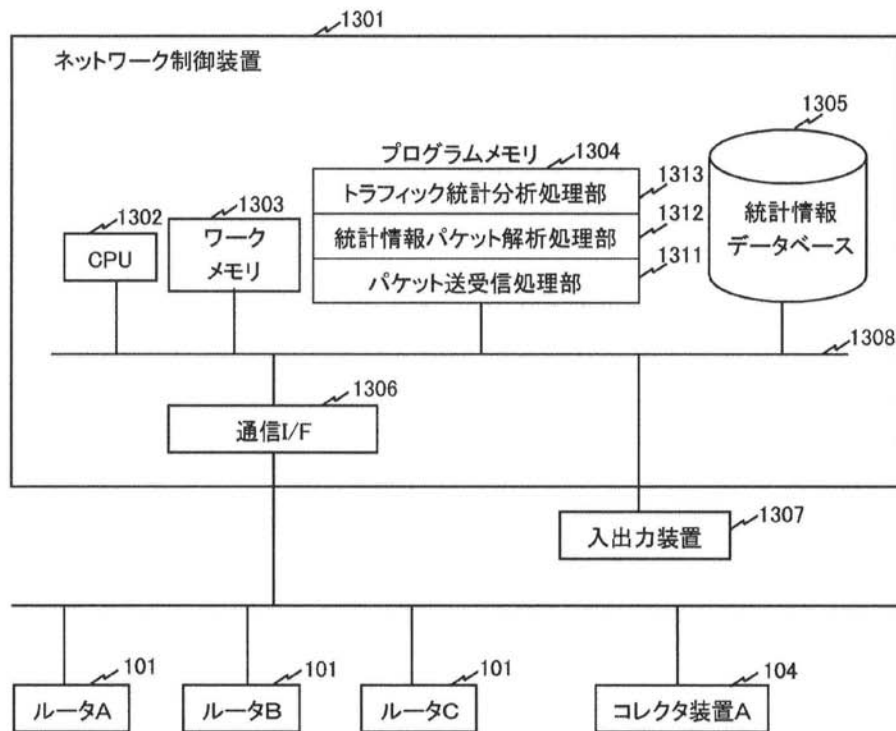 1301
ネットワーク制御装置
1305
プログラムメモリ
1304
トラフィック統計分析処理部
1313
1302
CPU
1303
ワーク
メモリ
統計情報パケット解析処理部
1312
パケット送受信処理部
1311
統計情報
データベース
1308
1306
通信I/F
1307
入出力装置
101
ルータA
101
ルータB
101
ルータC
104
コレクタ装置A